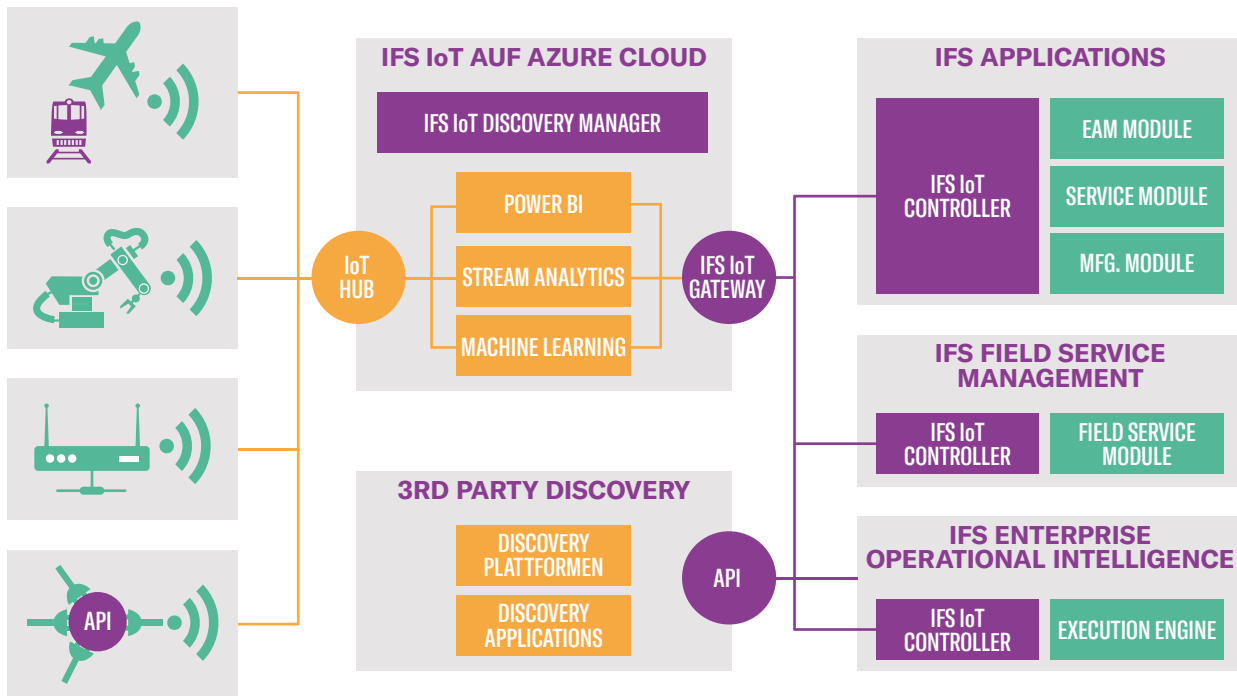 API
IoT
HUB
IFS IoT AUF AZURE CLOUD
IFS IoT DISCOVERY MANAGER
POWER BI
STREAM ANALYTICS
MACHINE LEARNING
IFS IoT
GATEWAY
3RD PARTY DISCOVERY
DISCOVERY
PLATTFORMEN
DISCOVERY
APPLICATIONS
API
IFS APPLICATIONS
IFS IoT
CONTROLLER
EAM MODULE
SERVICE MODULE
MFG. MODULE
IFS FIELD SERVICE
MANAGEMENT
IFS IoT
CONTROLLER
FIELD SERVICE
MODULE
IFS ENTERPRISE
OPERATIONAL INTELLIGENCE
IFS IoT
CONTROLLER
EXECUTION ENGINE